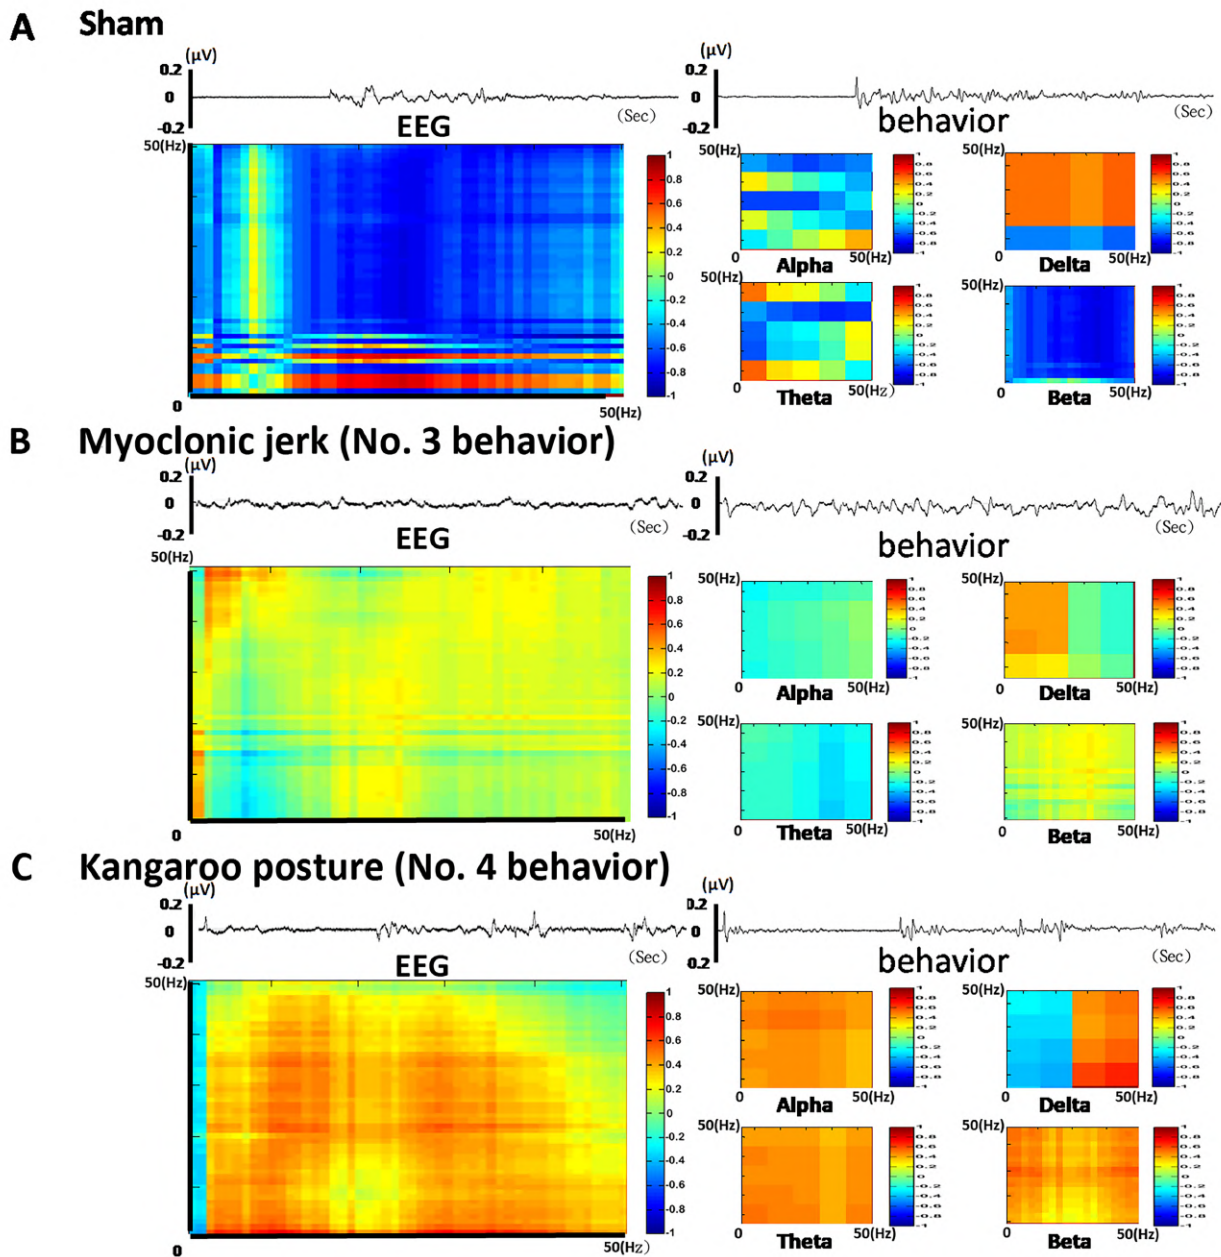 A Sham
(μV) (μV)
0.2 0.2
0 0
-0.2 (Sec) -0.2 (Sec)
EEG behavior
50(Hz) 50(Hz) 50(Hz)
1 0.8 0.6 0.4 0.2 0 -0.2 -0.4 -0.6 -0.8 -1
0 50(Hz) 0 50(Hz)
Alpha Delta
50(Hz) 50(Hz)
0 50(Hz) 0 50(Hz)
Theta Beta
0 50(Hz)
B Myoclonic jerk (No. 3 behavior)
(μV) (μV)
0.2 0.2
0 0
-0.2 (Sec) -0.2 (Sec)
EEG behavior
50(Hz) 50(Hz) 50(Hz)
1 0.8 0.6 0.4 0.2 0 -0.2 -0.4 -0.6 -0.8 -1
0 50(Hz) 0 50(Hz)
Alpha Delta
50(Hz) 50(Hz)
0 50(Hz) 0 50(Hz)
Theta Beta
0 50(Hz)
C Kangaroo posture (No. 4 behavior)
(μV) (μV)
0.2 0.2
0 0
-0.2 (Sec) -0.2 (Sec)
EEG behavior
50(Hz) 50(Hz) 50(Hz)
1 0.8 0.6 0.4 0.2 0 -0.2 -0.4 -0.6 -0.8 -1
0 50(Hz) 0 50(Hz)
Alpha Delta
50(Hz) 50(Hz)
0 50(Hz) 0 50(Hz)
Theta Beta
0 50(Hz)